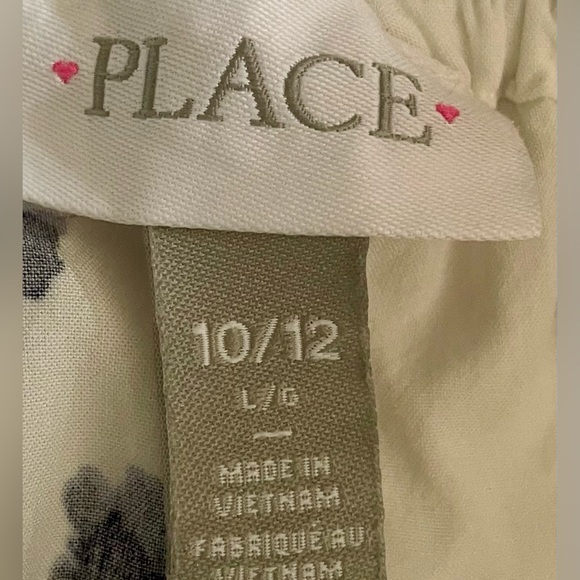 PLACE
10/12
L/G
—
MADE IN
VIETNAM
FABRIQUÉ AU
VIETNAM